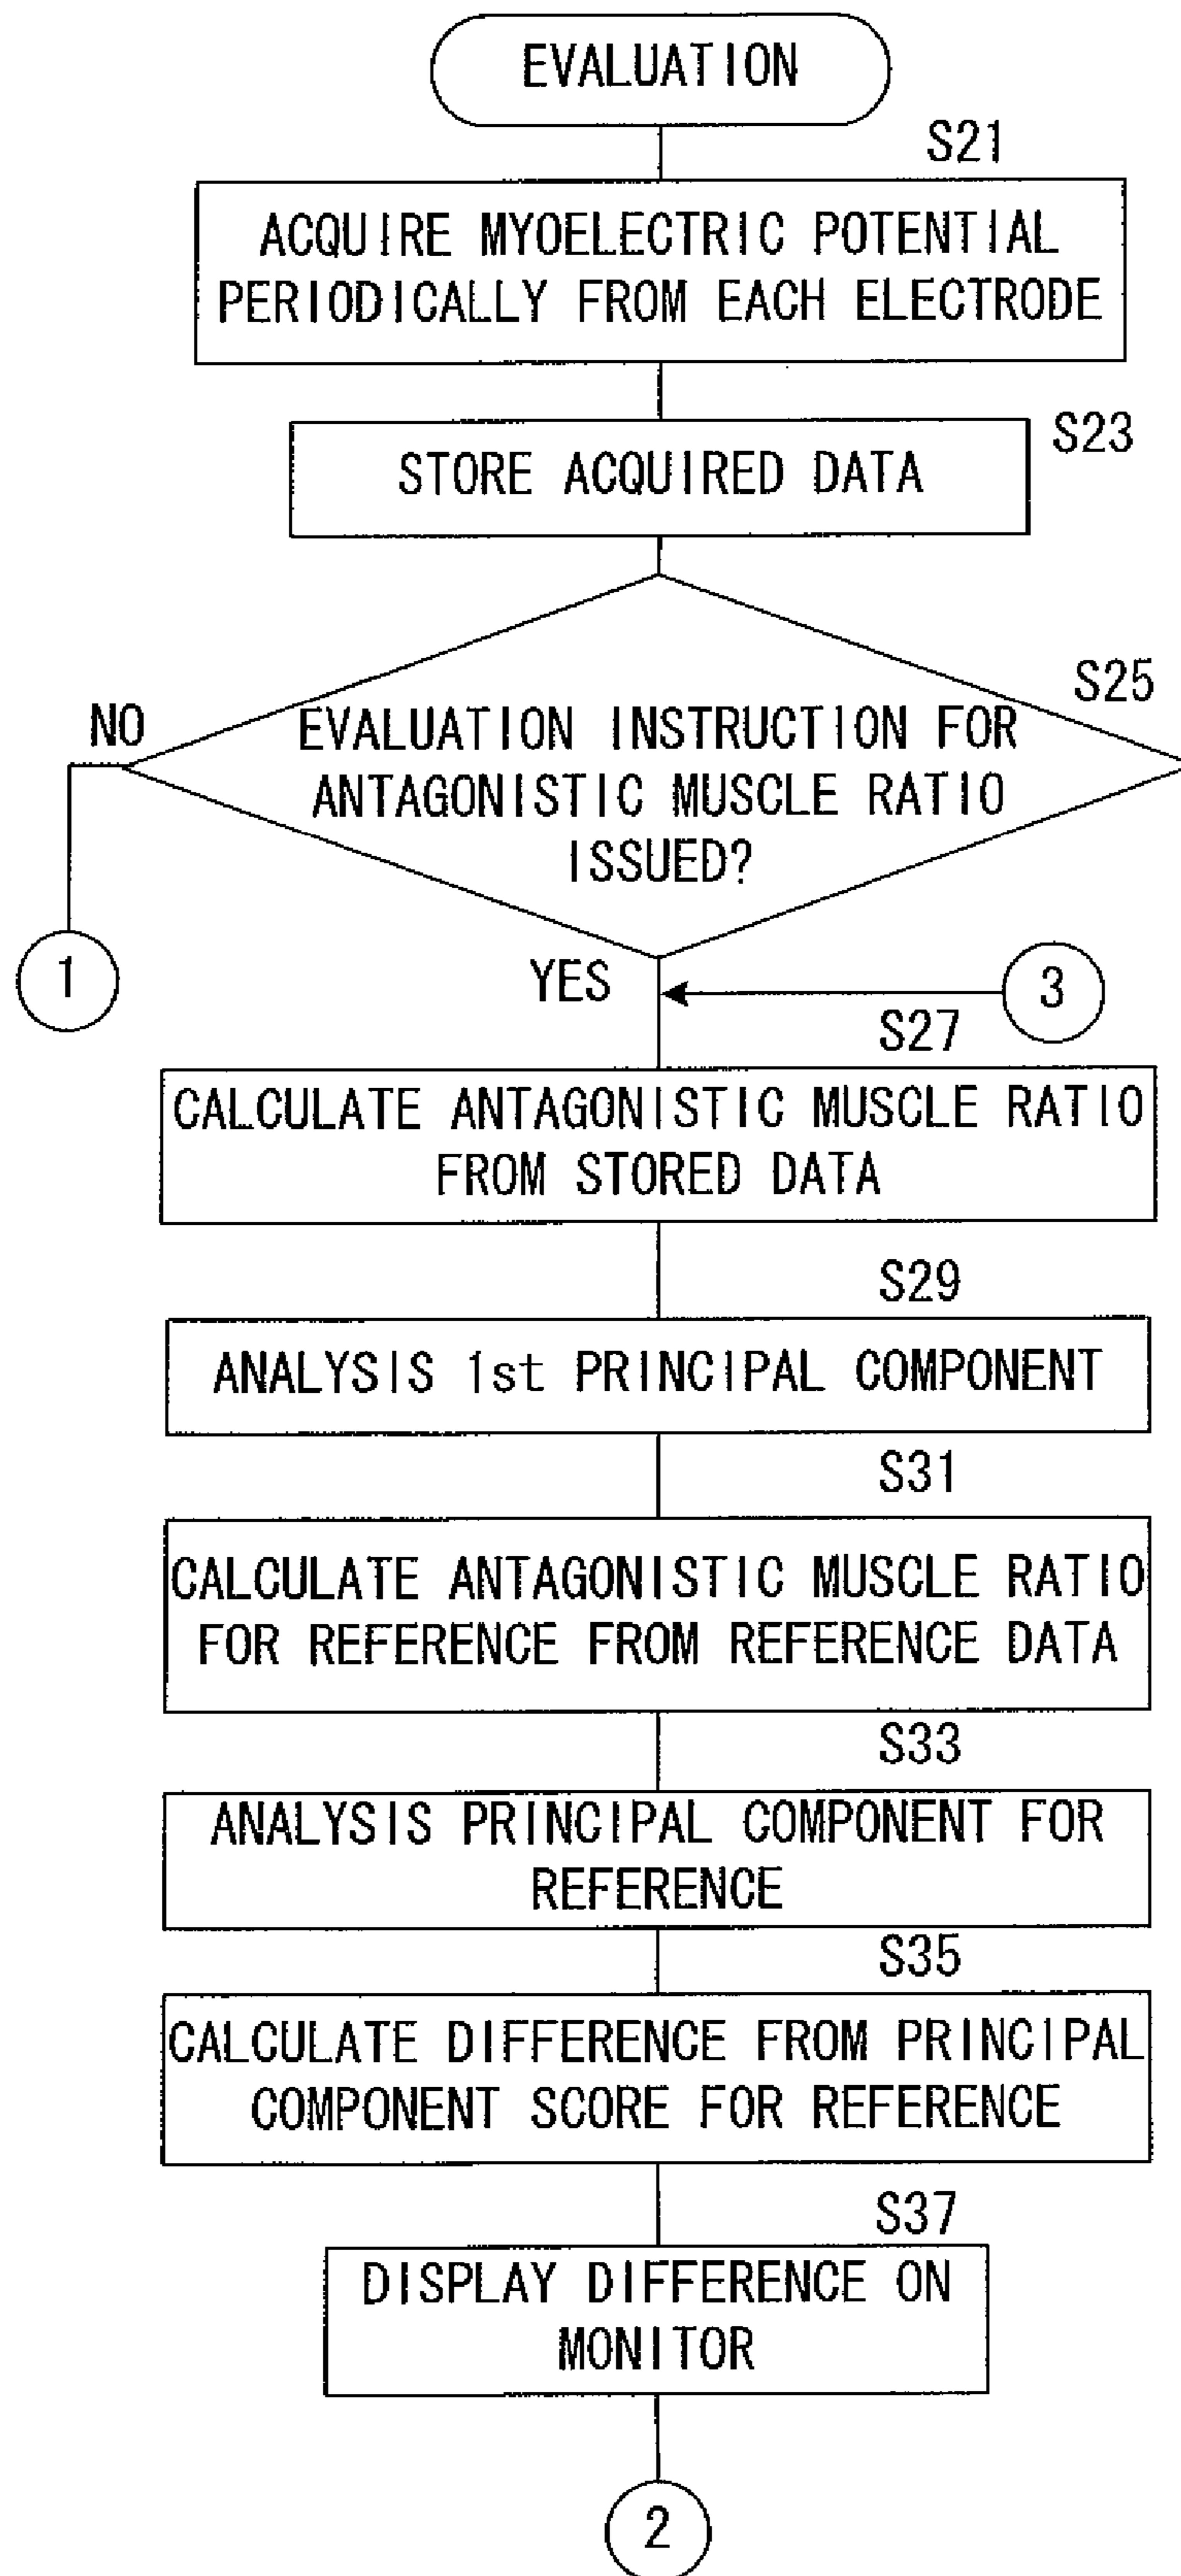 EVALUATION
S21
ACQUIRE MYOELECTRIC POTENTIAL
PERIODICALLY FROM EACH ELECTRODE
S23
STORE ACQUIRED DATA
S25
NO
EVALUATION INSTRUCTION FOR
ANTAGONISTIC MUSCLE RATIO
ISSUED?
1
YES
3
S27
CALCULATE ANTAGONISTIC MUSCLE RATIO
FROM STORED DATA
S29
ANALYSIS 1st PRINCIPAL COMPONENT
S31
CALCULATE ANTAGONISTIC MUSCLE RATIO
FOR REFERENCE FROM REFERENCE DATA
S33
ANALYSIS PRINCIPAL COMPONENT FOR
REFERENCE
S35
CALCULATE DIFFERENCE FROM PRINCIPAL
COMPONENT SCORE FOR REFERENCE
S37
DISPLAY DIFFERENCE ON
MONITOR
2